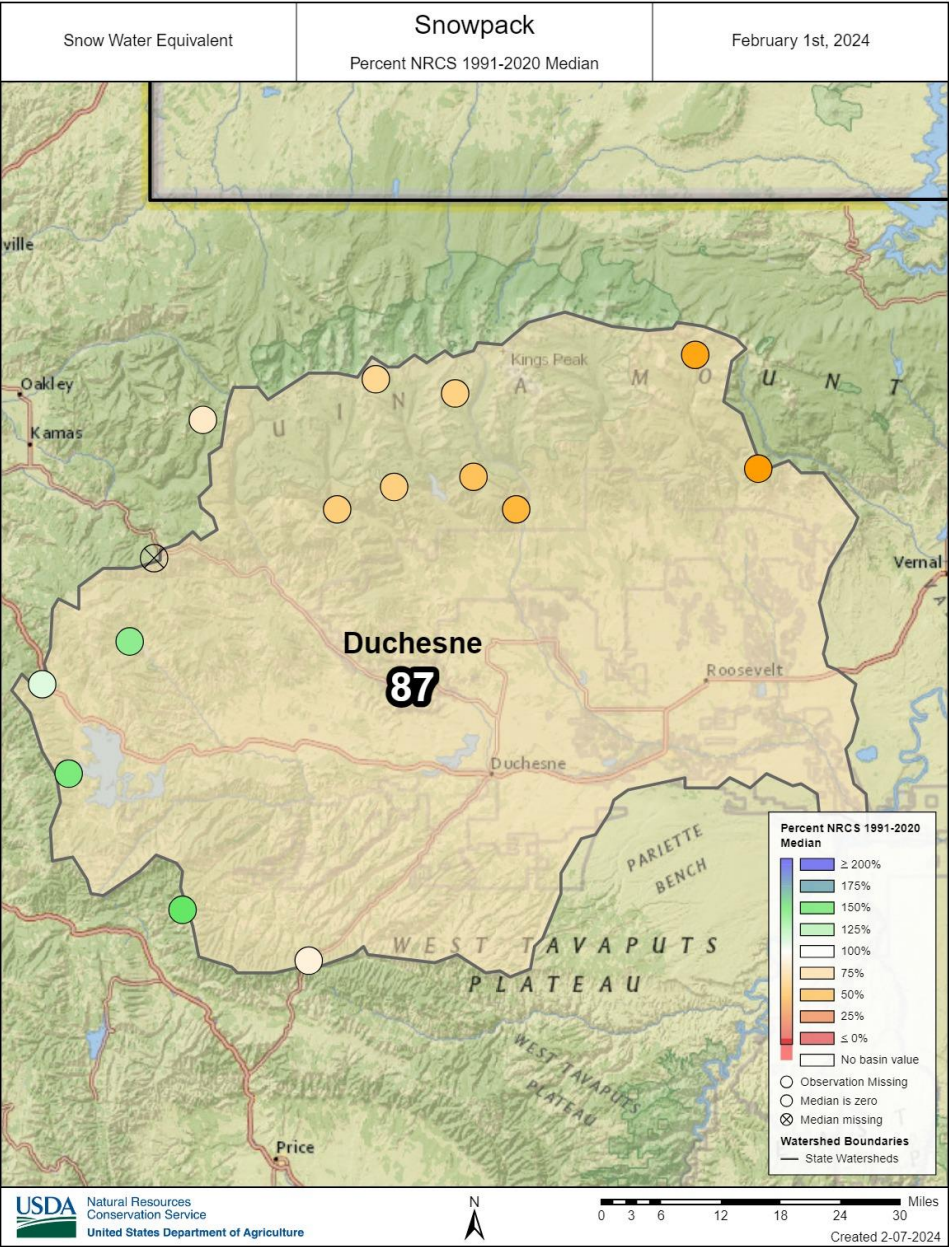 Snow Water Equivalent
Snowpack
Percent NRCS 1991-2020 Median
February 1st, 2024
ville
Kings Peak
Oakley
U I N A M O U N T
Kamas
Vernal
Duchesne
87
Roosevelt
Duchesne
PARIETTE
BENCH
WEST TAVAPUTS
PLATEAU
WEST TAVAPUTS
PLATEAU
Price
Percent NRCS 1991-2020
Median
≥ 200%
175%
150%
125%
100%
75%
50%
25%
≤ 0%
No basin value
Observation Missing
Median is zero
Median missing
Watershed Boundaries
State Watersheds
USDA
Natural Resources
Conservation Service
United States Department of Agriculture
N
Miles
0 3 6 12 18 24 30
Created 2-07-2024